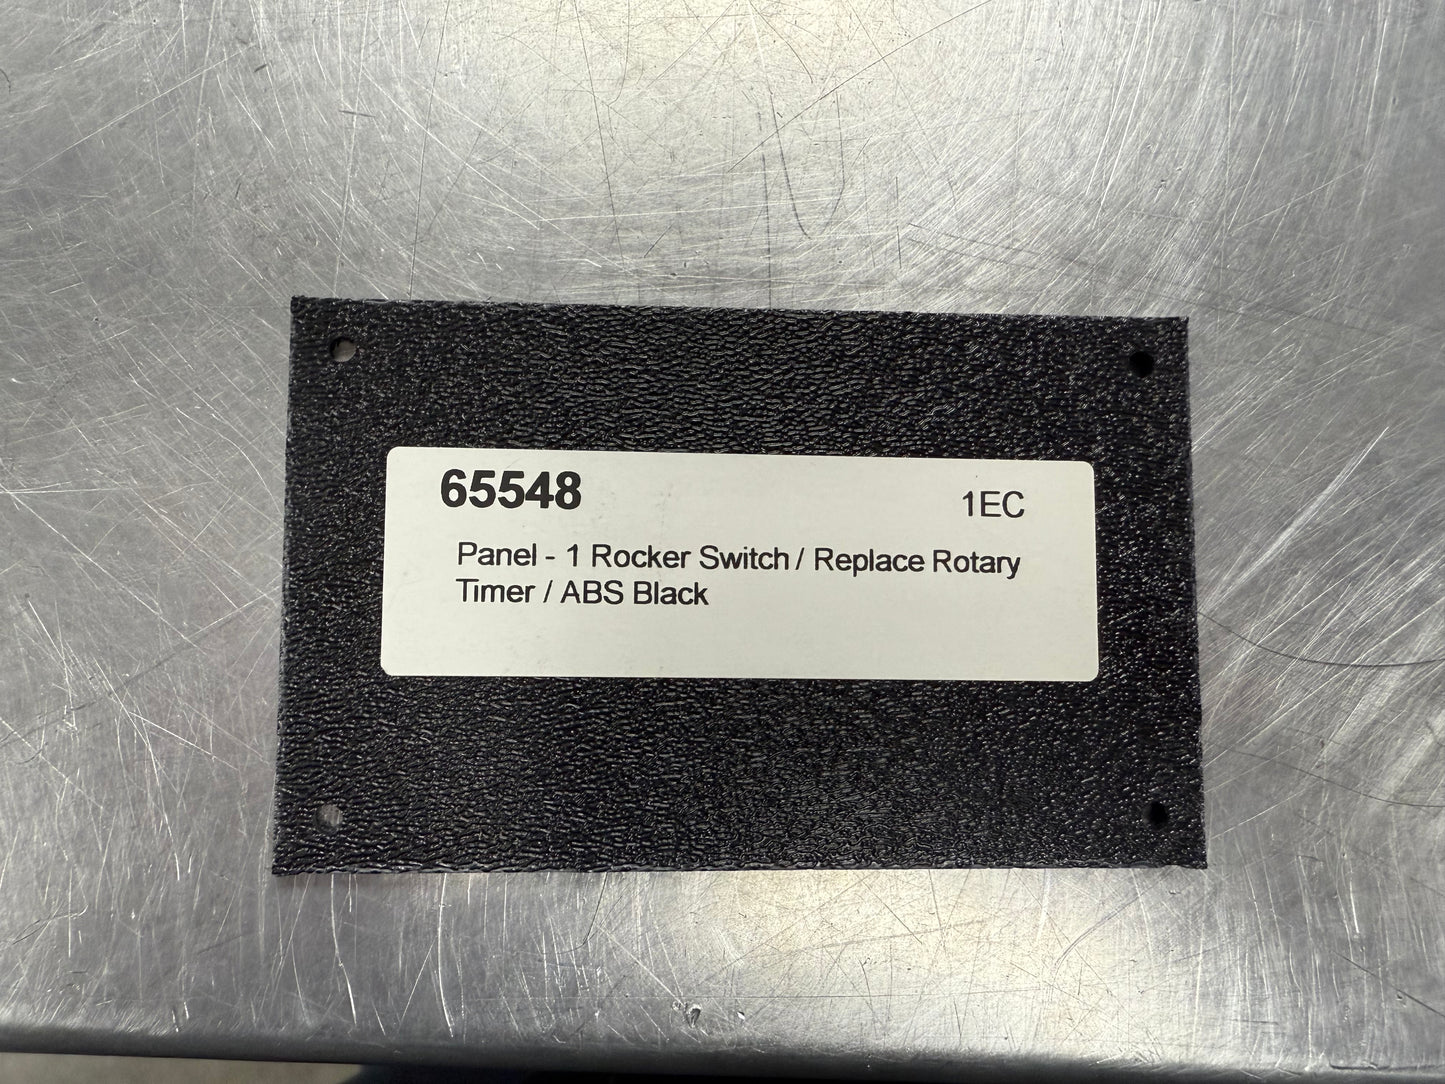 65548 1EC
Panel - 1 Rocker Switch / Replace Rotary
Timer / ABS Black